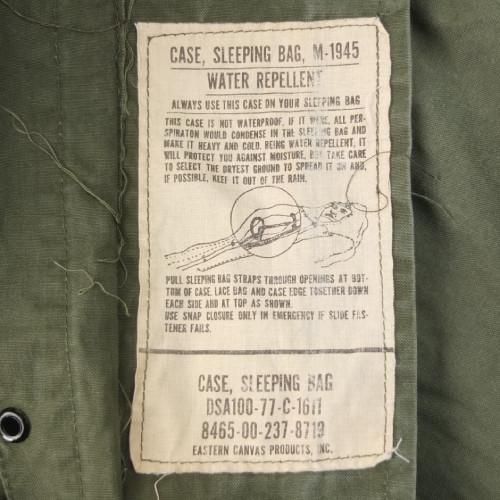 CASE, SLEEPING BAG, M-1945
WATER REPELLENT
ALWAYS USE THIS CASE ON YOUR SLEEPING BAG
THIS CASE IS NOT WATERPROOF, IF IT WERE, ALL PER-
SPIRATON WOULD CONDENSE IN THE SLEEPING BAG AND
MAKE IT HEAVY AND COLD. BEING WATER REPELLENT, IT
WILL PROTECT YOU AGAINST MOISTURE, BUT TAKE CARE
TO SELECT THE DRYEST GROUND TO SPREAD IT ON AND,
IF POSSIBLE, KEEP IT OUT OF THE RAIN.
PULL SLEEPING BAG STRAPS THROUGH OPENINGS AT BOT-
TOM OF CASE. LACE BAG AND CASE EDGE TOGETHER DOWN
EACH SIDE AND AT TOP AS SNOWN.
USE SNAP CLOSURE ONLY IN EMERGENCY IF SLIDE FAS-
TENER FAILS.
CASE, SLEEPING BAG
DSA100-77-C-1611
8465-00-237-8719
EASTERN CANVAS PRODUCTS, INC.